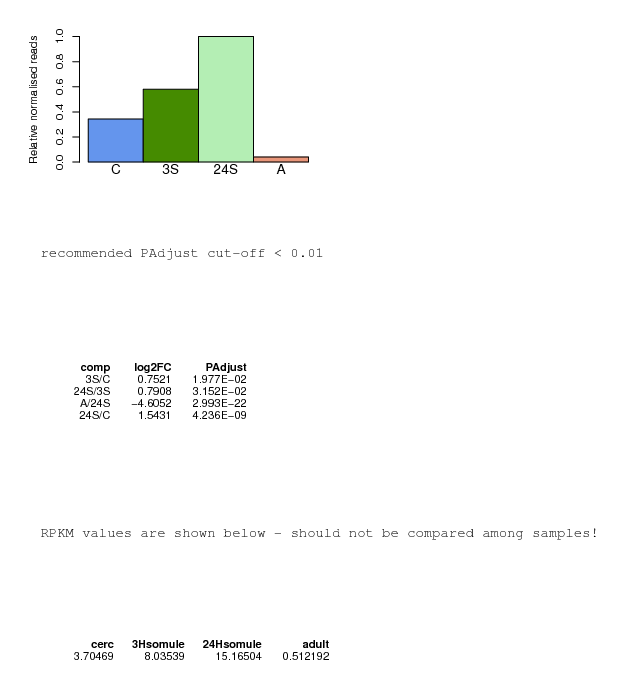 Relative normalised reads
1.0
0.8
0.6
0.4
0.2
0.0
C 3S 24S A
recommended PAdjust cut-off < 0.01
comp log2FC PAdjust
3S/C 0.7521 1.977E-02
24S/3S 0.7908 3.152E-02
A/24S -4.6052 2.993E-22
24S/C 1.5431 4.236E-09
RPKM values are shown below - should not be compared among samples!
cerc 3Hsomule 24Hsomule adult
3.70469 8.03539 15.16504 0.512192